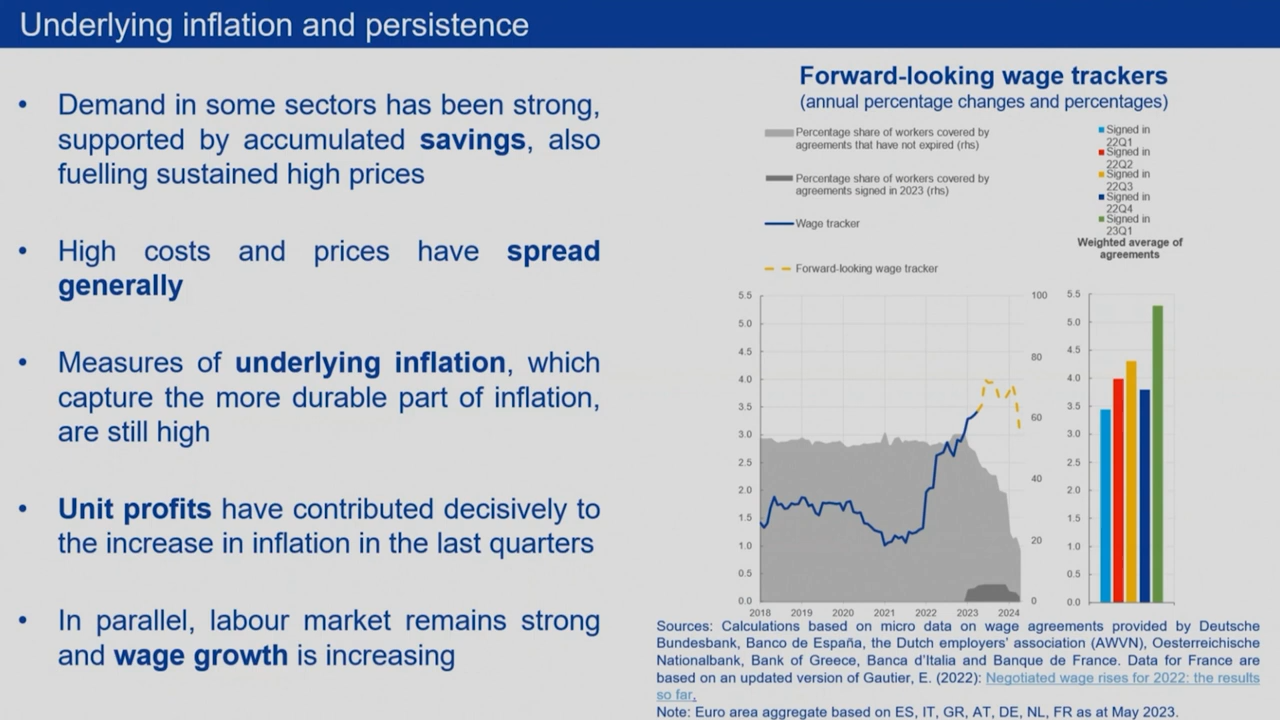 Underlying inflation and persistence
• Demand in some sectors has been strong,
supported by accumulated savings, also
fuelling sustained high prices
• High costs and prices have spread
generally
• Measures of underlying inflation, which
capture the more durable part of inflation,
are still high
• Unit profits have contributed decisively to
the increase in inflation in the last quarters
• In parallel, labour market remains strong
and wage growth is increasing
Forward-looking wage trackers
(annual percentage changes and percentages)
Percentage share of workers covered by
agreements that have not expired (rhs)
Percentage share of workers covered by
agreements signed in 2023 (rhs)
Wage tracker
Forward-looking wage tracker
Signed in
22Q1
Signed in
22Q2
Signed in
22Q3
Signed in
22Q4
Signed in
23Q1
Weighted average of
agreements
5.5
5.0
4.5
4.0
3.5
3.0
2.5
2.0
1.5
1.0
0.5
0.0
100
80
60
40
20
0
2018 2019 2020 2021 2022 2023 2024
5.5
5.0
4.5
4.0
3.5
3.0
2.5
2.0
1.5
1.0
0.5
0.0
Sources: Calculations based on micro data on wage agreements provided by Deutsche
Bundesbank, Banco de España, the Dutch employers' association (AWVN), Oesterreichische
Nationalbank, Bank of Greece, Banca d'Italia and Banque de France. Data for France are
based on an updated version of Gautier, E. (2022): Negotiated wage rises for 2022: the results
so far,
Note: Euro area aggregate based on ES, IT, GR, AT, DE, NL, FR as at May 2023.